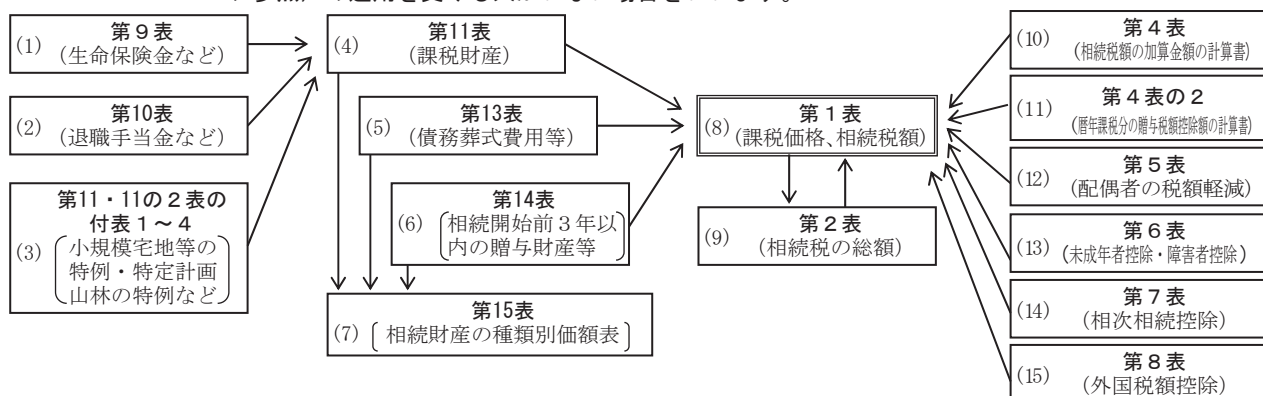 (1) 第９表
(生命保険金など)
(2) 第10表
(退職手当金など)
(3) 第11・11の２表の
付表１～４
小規模宅地等の
特例・特定計画
山林の特例など
(4) 第11表
(課税財産)
(5) 第13表
(債務葬式費用等)
(6) 第14表
相続開始前３年以
内の贈与財産等
(7) 第15表
相続財産の種類別価額表
(8) 第１表
(課税価格、相続税額)
(9) 第２表
(相続税の総額)
(10) 第４表
(相続税額の加算金額の計算書)
(11) 第４表の２
(暦年課税分の贈与税額控除額の計算書)
(12) 第５表
(配偶者の税額軽減)
(13) 第６表
(未成年者控除・障害者控除)
(14) 第７表
(相次相続控除)
(15) 第８表
(外国税額控除)